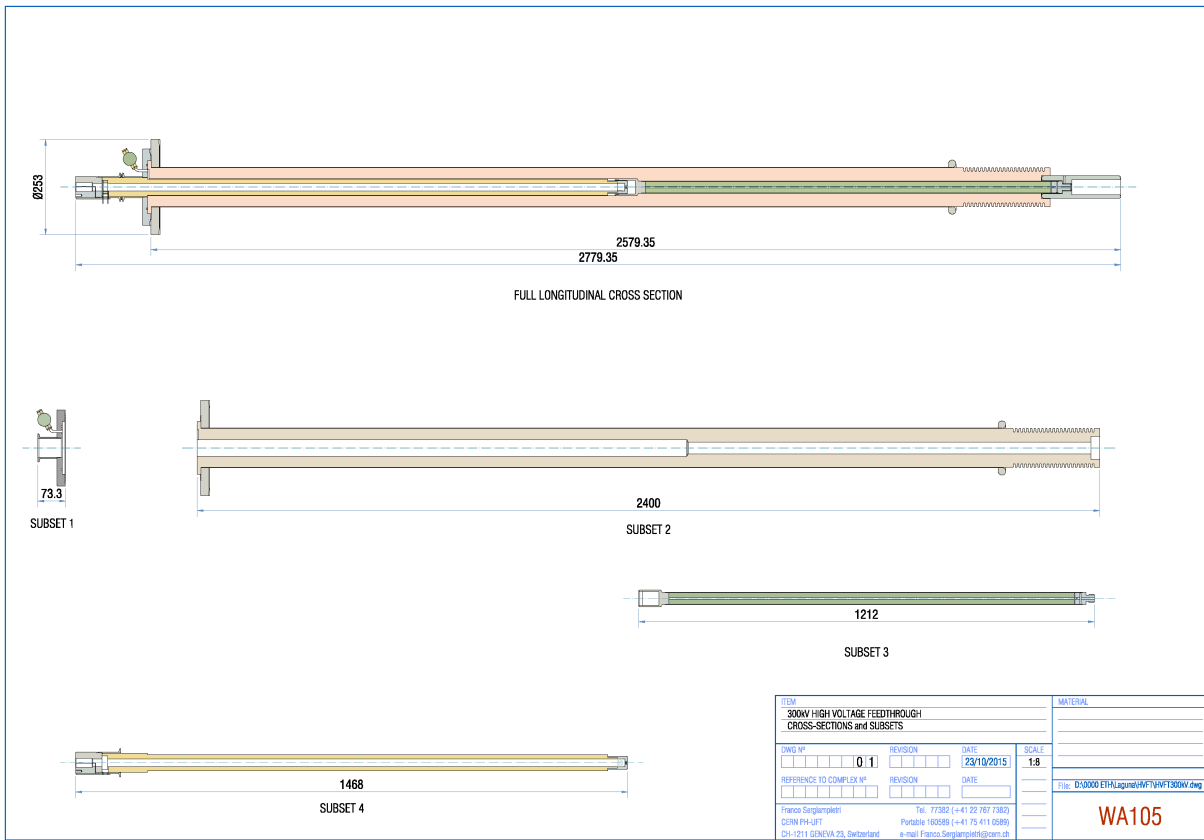 Ø253
2579.35
2779.35
FULL LONGITUDINAL CROSS SECTION
73.3
SUBSET 1
2400
SUBSET 2
1212
SUBSET 3
1468
SUBSET 4
ITEM
300kV HIGH VOLTAGE FEEDTHROUGH
CROSS-SECTIONS and SUBSETS
MATERIAL
DWG Nº REVISION DATE SCALE
0 1 23/10/2015 1:8
REFERENCE TO COMPLEX Nº REVISION DATE
File: D:\0000 ETH\Laguna\HVFT\HVFT300kV.dwg
Franco Sergiampietri Tel. 77382 (+41 22 767 7382)
CERN PH-UFT Portable 160589 (+41 75 411 0589)
CH-1211 GENEVA 23, Switzerland e-mail Franco.Sergiampietri@cern.ch
WA105